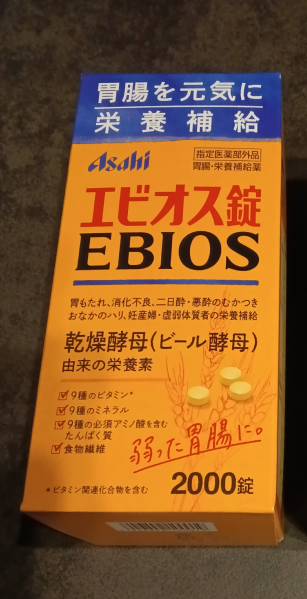 胃腸を元気に
栄養補給
Asahi
指定医薬部外品
胃腸・栄養補給薬
エビオス錠
EBIOS
胃もたれ、消化不良、二日酔・悪酔のむかつき
おなかのハリ、妊産婦・虚弱体質者の栄養補給
乾燥酵母(ビール酵母)
由来の栄養素
9種のビタミン*
9種のミネラル
9種の必須アミノ酸を含む
たんぱく質
食物繊維
弱った胃腸に。
*ビタミン関連化合物を含む
2000錠